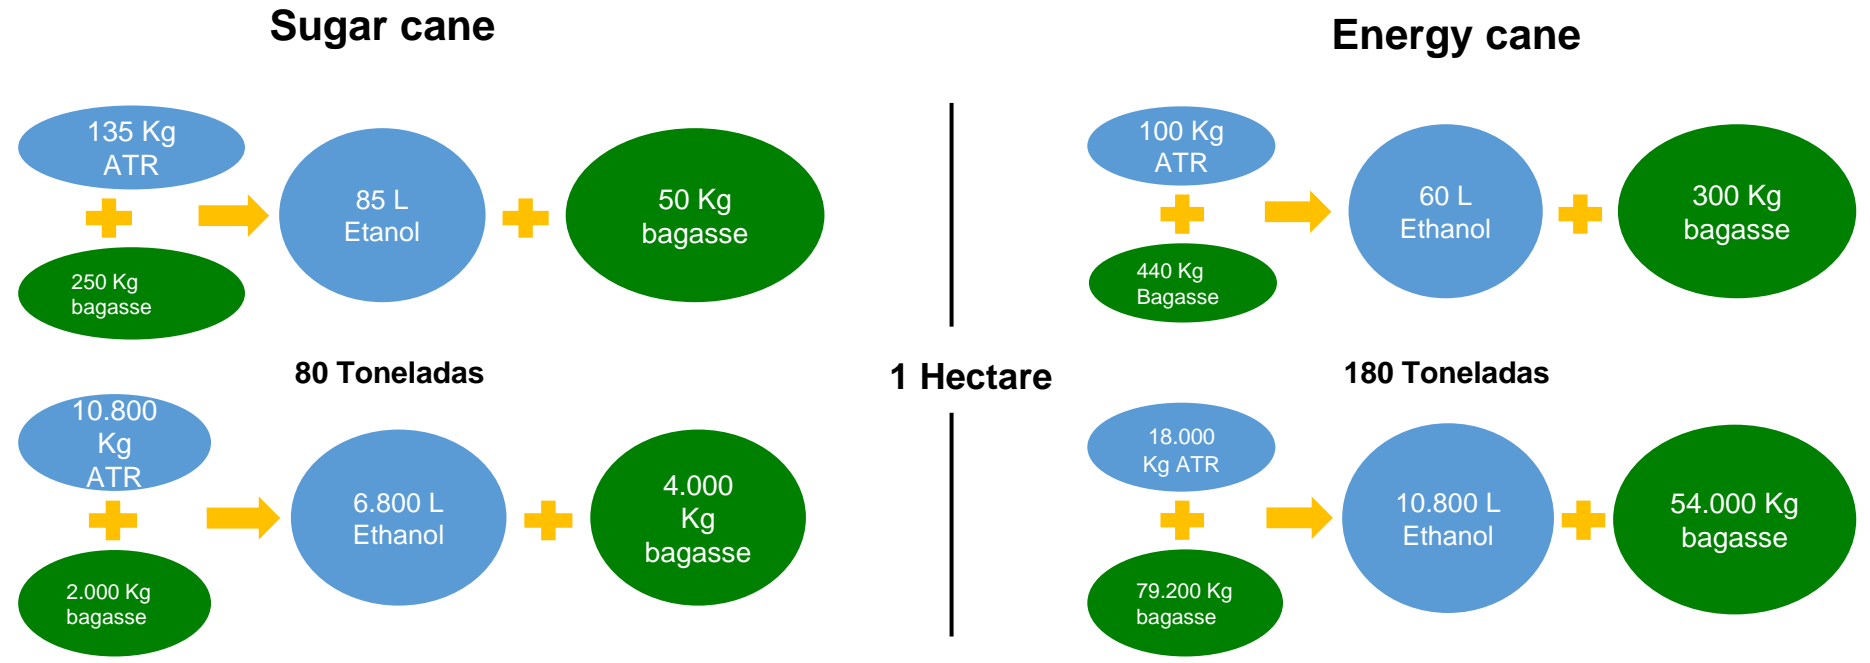 Sugar cane
135 Kg
ATR
250 Kg
bagasse
85 L
Etanol
50 Kg
bagasse
80 Toneladas
10.800
Kg
ATR
2.000 Kg
bagasse
6.800 L
Ethanol
4.000
Kg
bagasse
1 Hectare
Energy cane
100 Kg
ATR
440 Kg
Bagasse
60 L
Ethanol
300 Kg
bagasse
180 Toneladas
18.000
Kg ATR
79.200 Kg
bagasse
10.800 L
Ethanol
54.000 Kg
bagasse